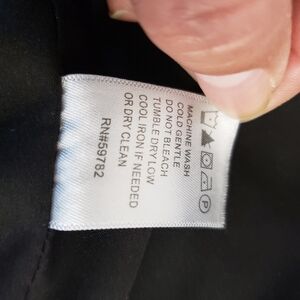 MACHINE WASH
COLD GENTLE
DO NOT BLEACH
TUMBLE DRY LOW
COOL IRON IF NEEDED
OR DRY CLEAN
RN#59782
P